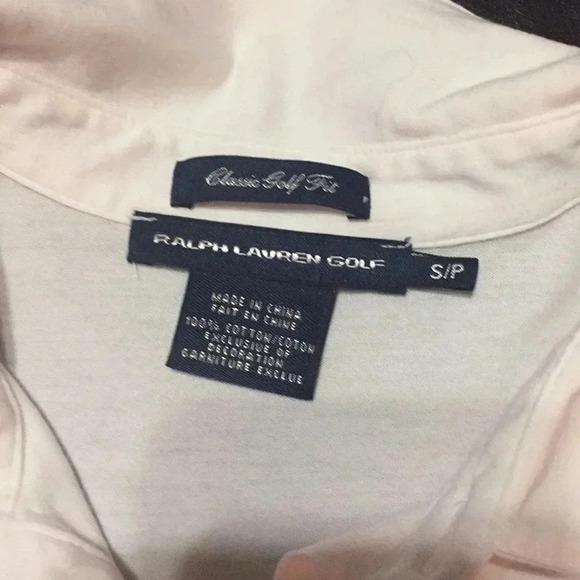 Classic Golf Fit
RALPH LAUREN GOLF
S/P
MADE IN CHINA
FAIT EN CHINE
100% COTTON/COTON
EXCLUSIVE OF
DECORATION
GARNITURE EXCLUE